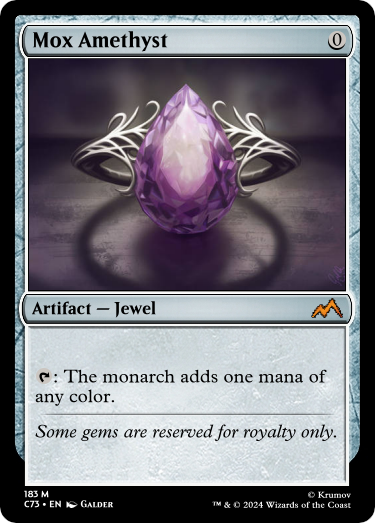 Mox Amethyst 0
Artifact — Jewel
: The monarch adds one mana of
any color.
Some gems are reserved for royalty only.
183 M © Krumov
C73 • EN GALDER ™ & © 2024 Wizards of the Coast